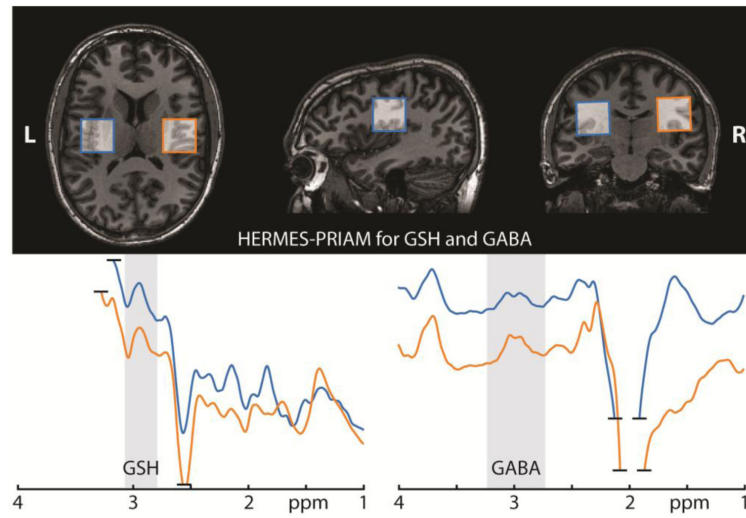 L
R
HERMES-PRIAM for GSH and GABA
GSH
GABA
4 3 2 ppm 1
4 3 2 ppm 1